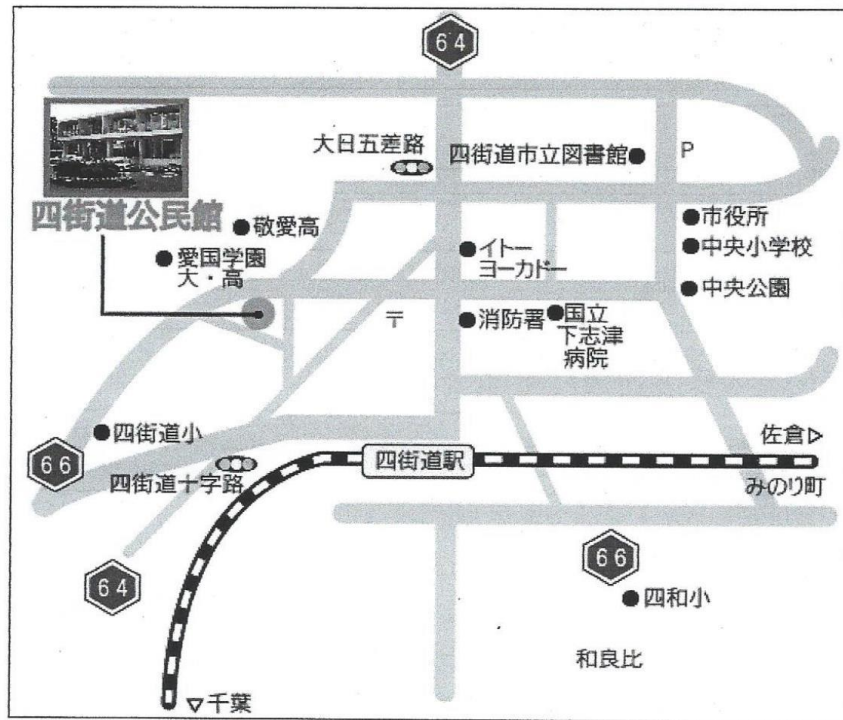 64
大日五差路
四街道市立図書館
P
四街道公民館
敬愛高
市役所
愛国学園
大・高
イトー
ヨーカドー
中央小学校
中央公園
〒
消防署
国立
下志津
病院
四街道小
佐倉▷
66
四街道駅
四街道十字路
みのり町
64
66
四和小
和良比
▽千葉